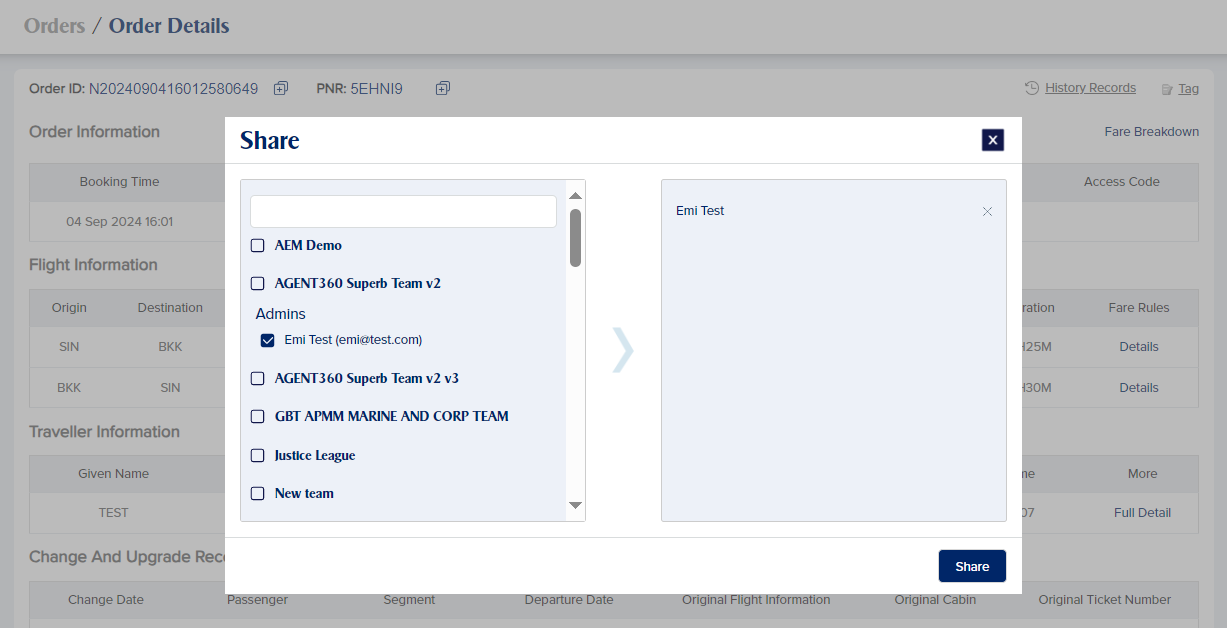 Orders / Order Details
Order ID: N2024090416012580649 PNR: 5EHNI9 History Records Tag
Order Information Fare Breakdown
Booking Time Access Code
04 Sep 2024 16:01
Flight Information
Origin Destination Fare Rules
SIN BKK Details
BKK SIN Details
Traveller Information
Given Name More
TEST Full Detail
Change And Upgrade
Change Date Passenger Segment Departure Date Original Flight Information Original Cabin Original Ticket Number
Share X
AEM Demo
AGENT360 Superb Team v2
Admins
Emi Test (emi@test.com)
AGENT360 Superb Team v2 v3
GBT APMM MARINE AND CORP TEAM
Justice League
New team
Emi Test
Share